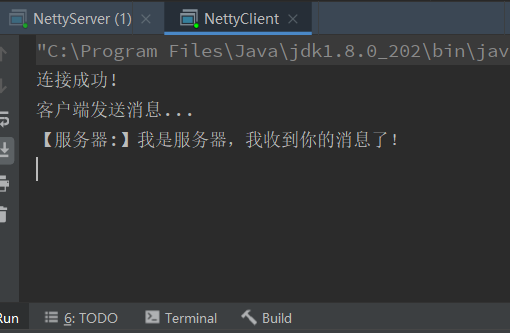 NettyServer (1) × NettyClient ×
"C:\Program Files\Java\jdk1.8.0_202\bin\jav
连接成功!
客户端发送消息...
【服务器:】我是服务器，我收到你的消息了!
Run 6: TODO Terminal Build